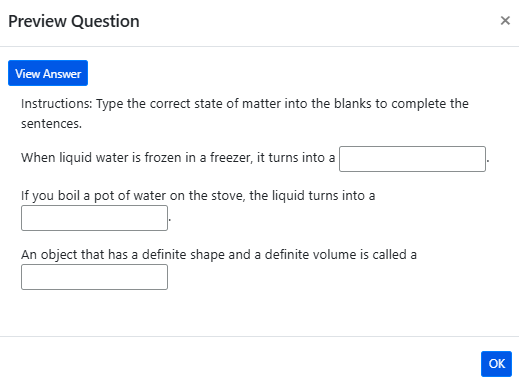 Preview Question
×
View Answer
Instructions: Type the correct state of matter into the blanks to complete the
sentences.
When liquid water is frozen in a freezer, it turns into a .
If you boil a pot of water on the stove, the liquid turns into a
.
An object that has a definite shape and a definite volume is called a
OK